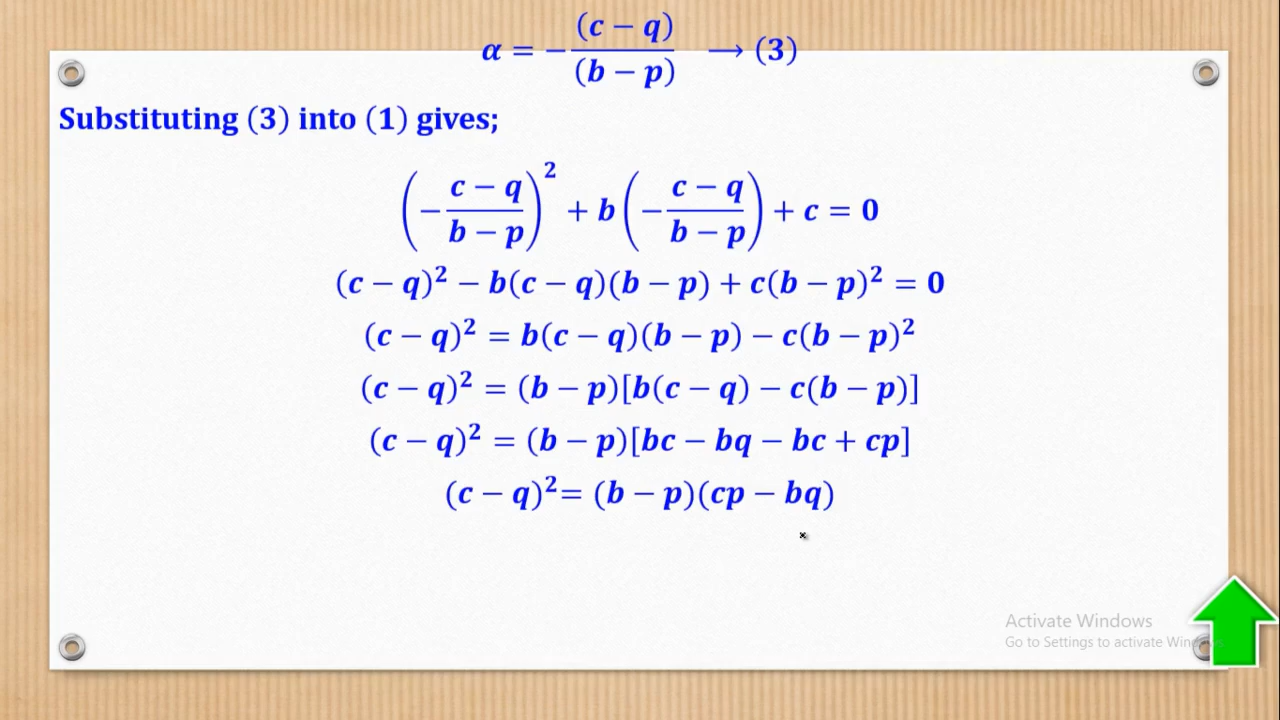 α = −(c − q)/(b − p) ⟶ (3)
Substituting (3) into (1) gives;
(−(c − q)/(b − p))² + b(−(c − q)/(b − p)) + c = 0
(c − q)² − b(c − q)(b − p) + c(b − p)² = 0
(c − q)² = b(c − q)(b − p) − c(b − p)²
(c − q)² = (b − p)[b(c − q) − c(b − p)]
(c − q)² = (b − p)[bc − bq − bc + cp]
(c − q)²= (b − p)(cp − bq)
Activate Windows
Go to Settings to activate Windows.